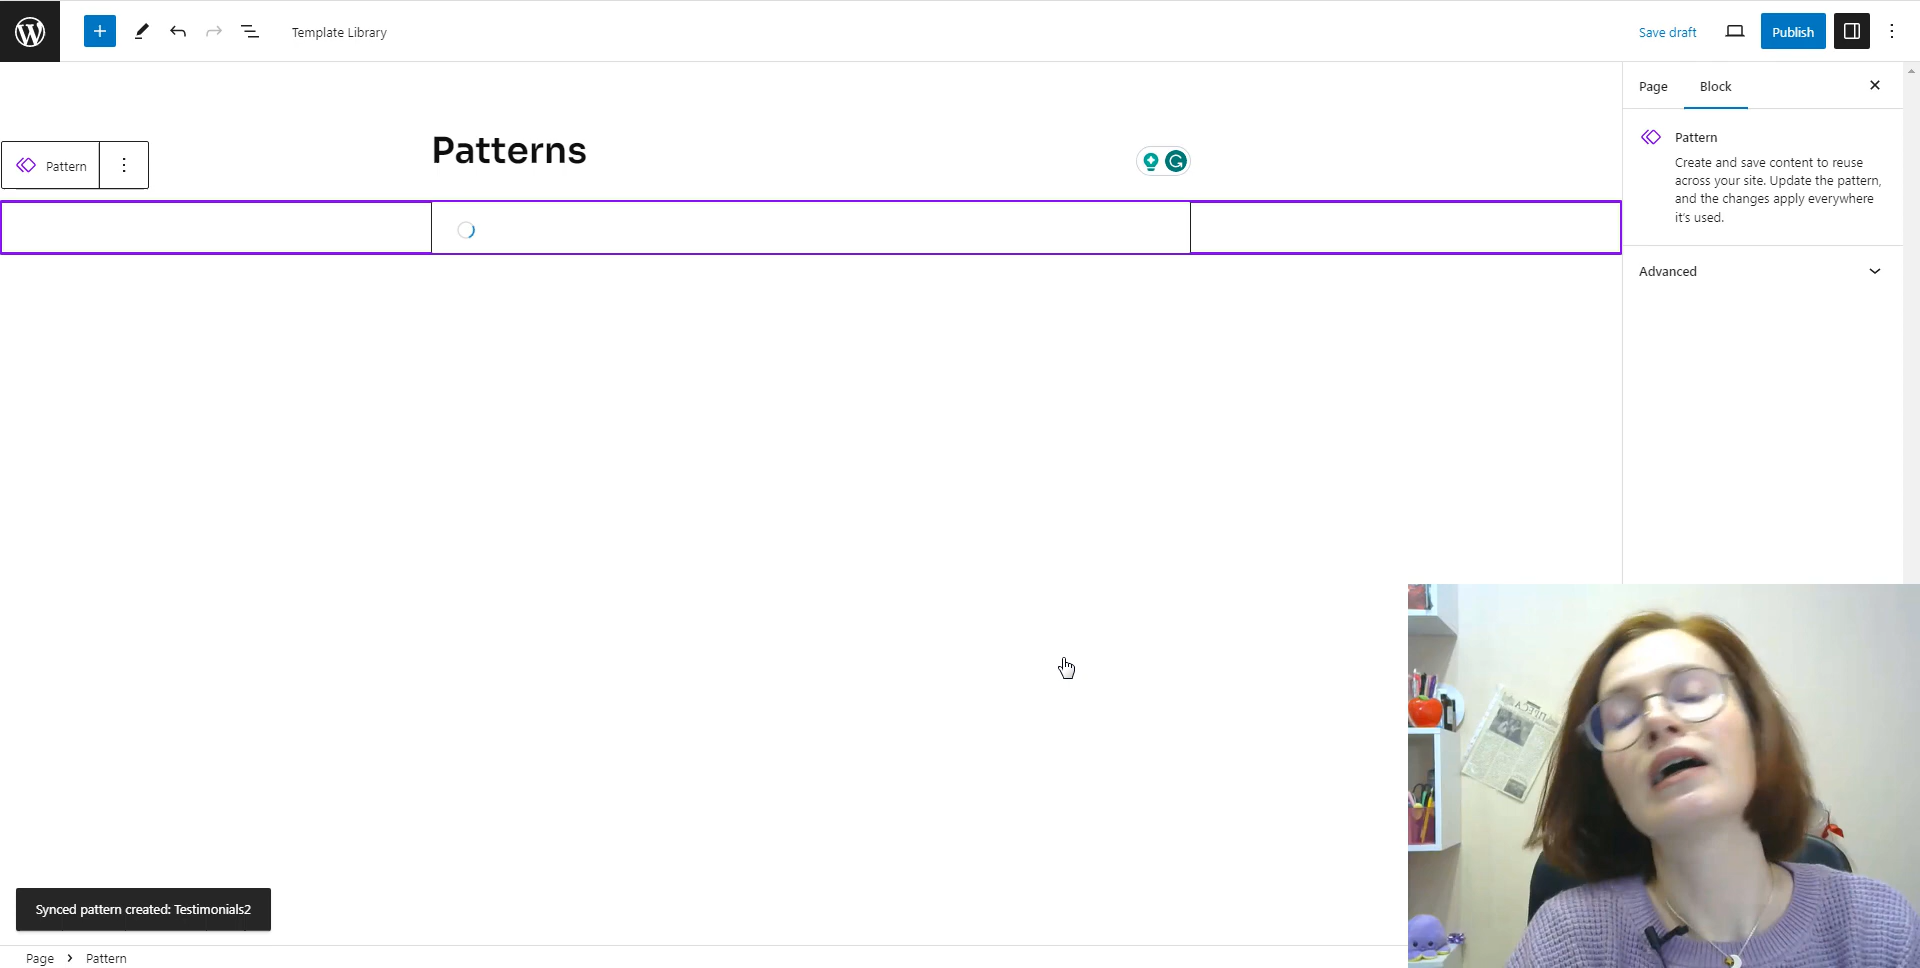 Template Library
Save draft
Publish
Page
Block
Patterns
Pattern
Pattern
Create and save content to reuse
across your site. Update the pattern,
and the changes apply everywhere
it's used.
Advanced
Synced pattern created: Testimonials2
Page
Pattern